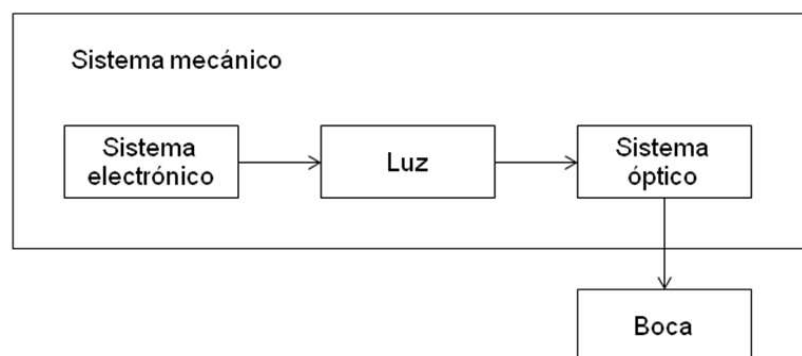 Sistema mecánico
Sistema
electrónico
Luz
Sistema
óptico
Boca